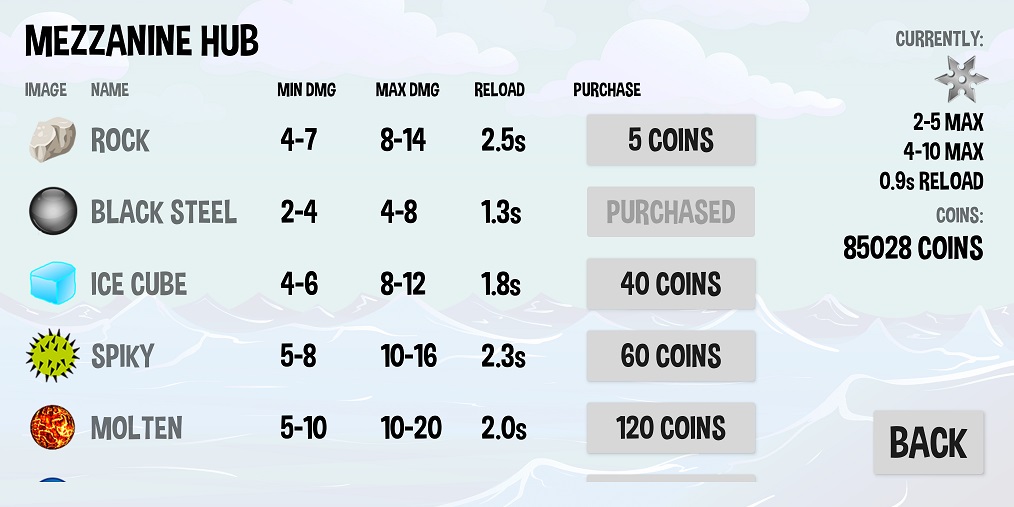 MEZZANINE HUB
CURRENTLY:
IMAGE NAME MIN DMG MAX DMG RELOAD PURCHASE
ROCK 4-7 8-14 2.5s 5 COINS
2-5 MAX
4-10 MAX
0.9s RELOAD
BLACK STEEL 2-4 4-8 1.3s PURCHASED
COINS:
85028 COINS
ICE CUBE 4-6 8-12 1.8s 40 COINS
SPIKY 5-8 10-16 2.3s 60 COINS
MOLTEN 5-10 10-20 2.0s 120 COINS
BACK